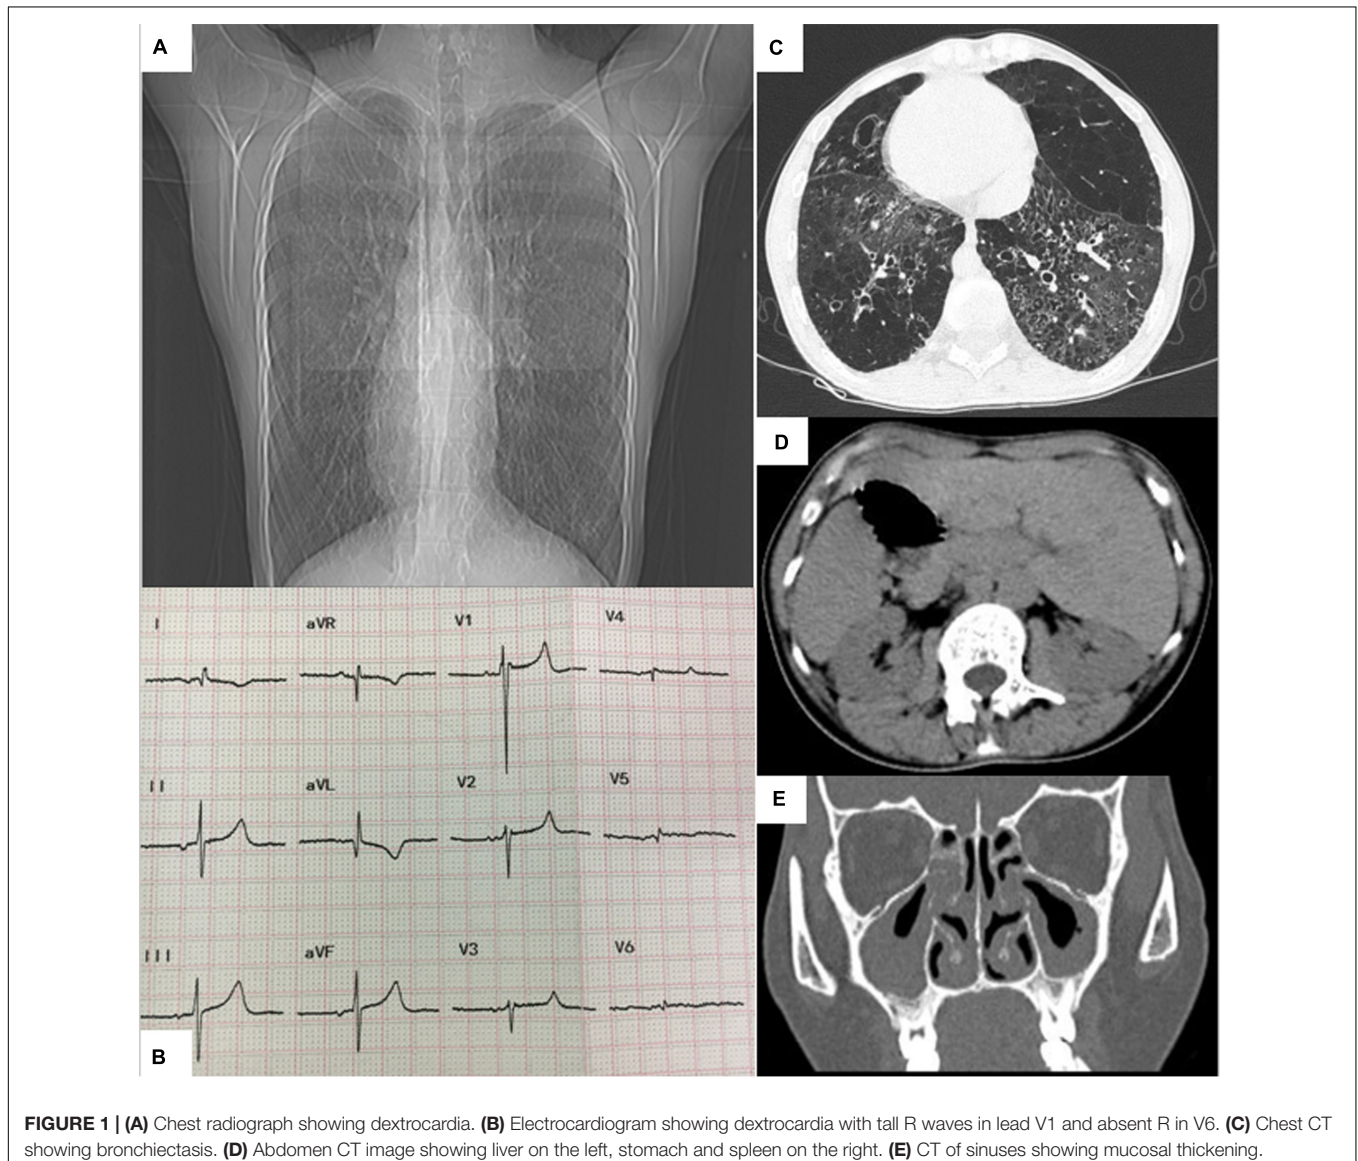 A
C
I
aVR
V1
V4
D
II
aVL
V2
V5
E
III
aVF
V3
V6
B
FIGURE 1 | (A) Chest radiograph showing dextrocardia. (B) Electrocardiogram showing dextrocardia with tall R waves in lead V1 and absent R in V6. (C) Chest CT
showing bronchiectasis. (D) Abdomen CT image showing liver on the left, stomach and spleen on the right. (E) CT of sinuses showing mucosal thickening.